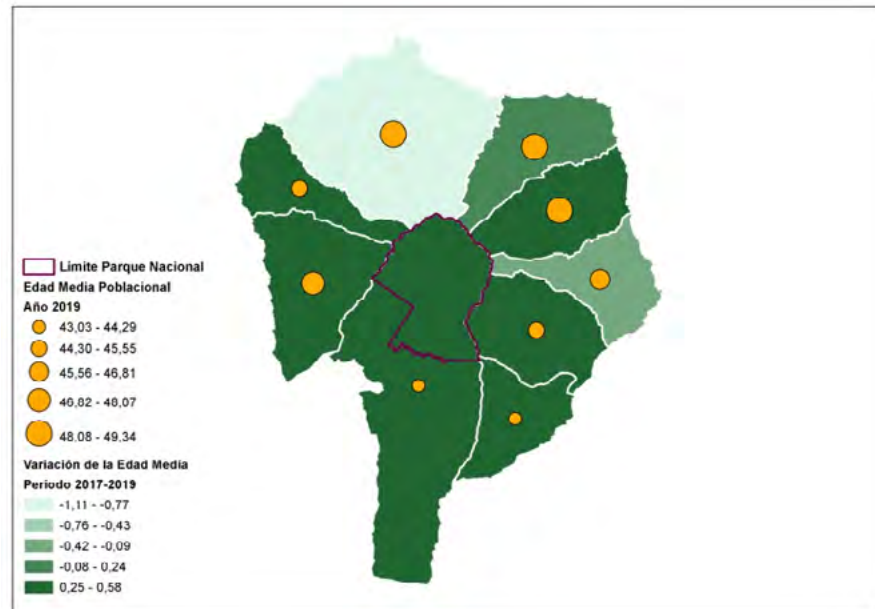 Limite Parque Nacional
Edad Media Poblacional
Año 2019
43,03 - 44,29
44,30 - 45,55
45,56 - 46,81
46,82 - 48,07
48,08 - 49,34
Variación de la Edad Media
Periodo 2017-2019
-1,11 - -0,77
-0,76 - -0,43
-0,42 - -0,09
-0,08 - 0,24
0,25 - 0,58